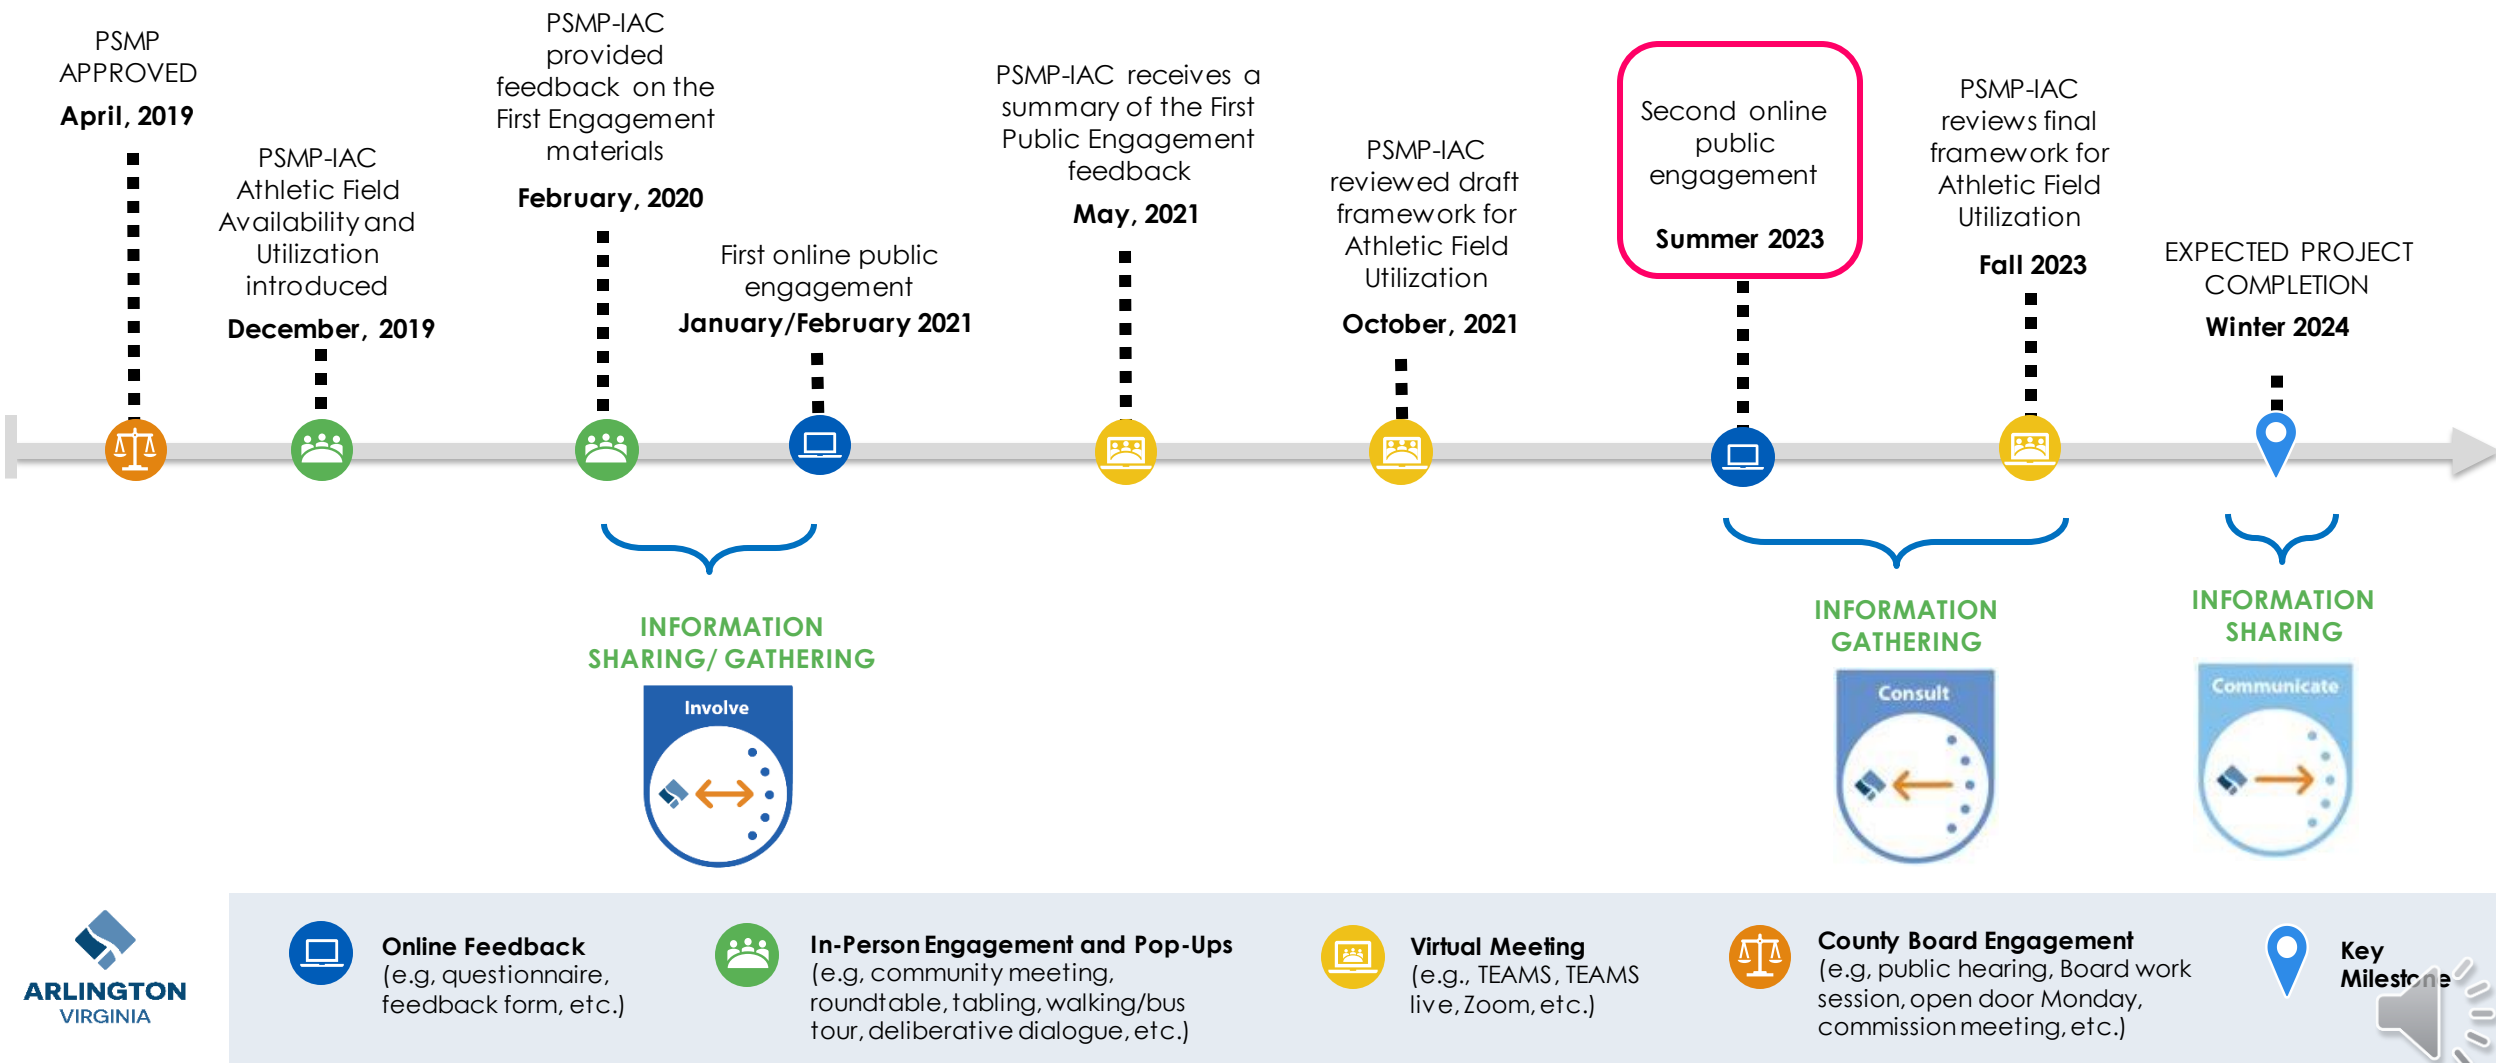 PSMP
APPROVED
April, 2019
PSMP-IAC
Athletic Field
Availability and
Utilization
introduced
December, 2019
PSMP-IAC
provided
feedback on the
First Engagement
materials
February, 2020
First online public
engagement
January/February 2021
PSMP-IAC receives a
summary of the First
Public Engagement
feedback
May, 2021
PSMP-IAC
reviewed draft
framework for
Athletic Field
Utilization
October, 2021
Second online
public
engagement
Summer 2023
PSMP-IAC
reviews final
framework for
Athletic Field
Utilization
Fall 2023
EXPECTED PROJECT
COMPLETION
Winter 2024
INFORMATION
SHARING/ GATHERING
Involve
INFORMATION
GATHERING
Consult
INFORMATION
SHARING
Communicate
ARLINGTON
VIRGINIA
Online Feedback
(e.g, questionnaire,
feedback form, etc.)
In-Person Engagement and Pop-Ups
(e.g, community meeting,
roundtable, tabling, walking/bus
tour, deliberative dialogue, etc.)
Virtual Meeting
(e.g., TEAMS, TEAMS
live, Zoom, etc.)
County Board Engagement
(e.g, public hearing, Board work
session, open door Monday,
commission meeting, etc.)
Key
Milestone